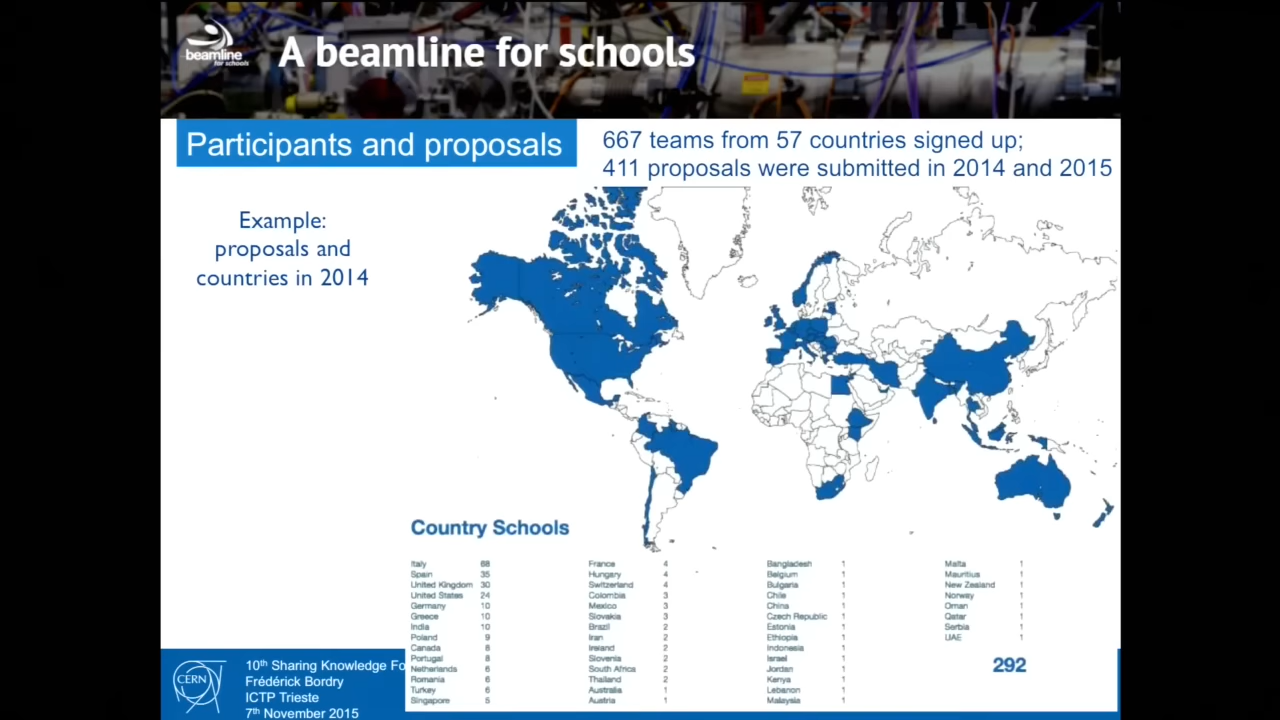 beamline
for schools
A beamline for schools
Participants and proposals
667 teams from 57 countries signed up;
411 proposals were submitted in 2014 and 2015
Example:
proposals and
countries in 2014
Country Schools
Italy 68
Spain 35
United Kingdom 30
United States 24
Germany 10
Greece 10
India 10
Poland 9
Canada 8
Portugal 8
Netherlands 6
Romania 6
Turkey 6
Singapore 5
France 4
Hungary 4
Switzerland 4
Colombia 3
Mexico 3
Slovakia 3
Brazil 2
Iran 2
Ireland 2
Slovenia 2
South Africa 2
Thailand 2
Australia 1
Austria 1
Bangladesh 1
Belgium 1
Bulgaria 1
Chile 1
China 1
Czech Republic 1
Estonia 1
Ethiopia 1
Indonesia 1
Israel 1
Jordan 1
Kenya 1
Lebanon 1
Malaysia 1
Malta 1
Mauritius 1
New Zealand 1
Norway 1
Oman 1
Qatar 1
Serbia 1
UAE 1
292
CERN
10th Sharing Knowledge Fo
Frédérick Bordry
ICTP Trieste
7th November 2015